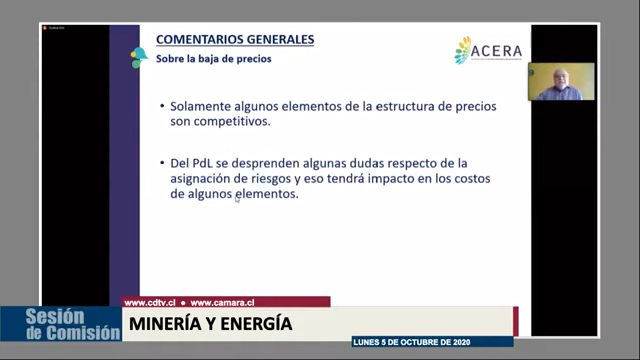 COMENTARIOS GENERALES
Sobre la baja de precios
ACERA
• Solamente algunos elementos de la estructura de precios
son competitivos.
• Del PdL se desprenden algunas dudas respecto de la
asignación de riesgos y eso tendrá impacto en los costos
de algunos elementos.
www.cdtv.cl • www.camara.cl
Sesión
de Comisión
MINERÍA Y ENERGÍA
LUNES 5 DE OCTUBRE DE 2020